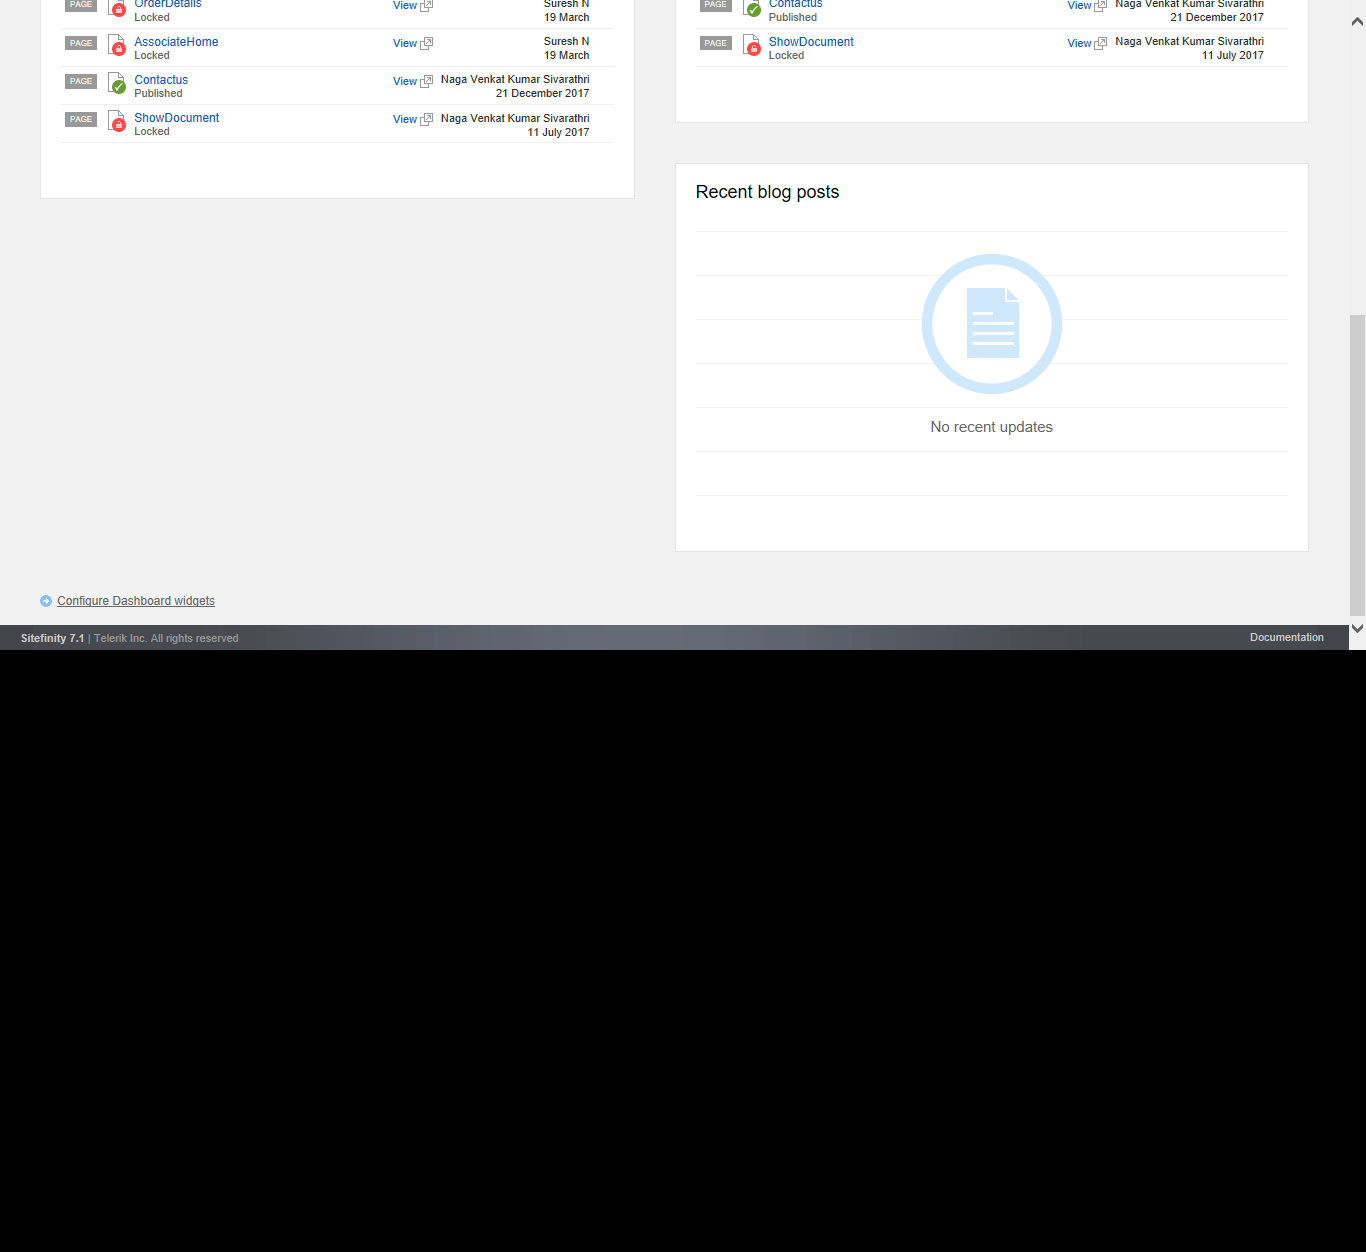 PAGE OrderDetails View Suresh N
Locked 19 March
PAGE AssociateHome View Suresh N
Locked 19 March
PAGE Contactus View Naga Venkat Kumar Sivarathri
Published 21 December 2017
PAGE ShowDocument View Naga Venkat Kumar Sivarathri
Locked 11 July 2017
PAGE Contactus View Naga Venkat Kumar Sivarathri
Published 21 December 2017
PAGE ShowDocument View Naga Venkat Kumar Sivarathri
Locked 11 July 2017
Recent blog posts
No recent updates
Configure Dashboard widgets
Sitefinity 7.1 | Telerik Inc. All rights reserved Documentation